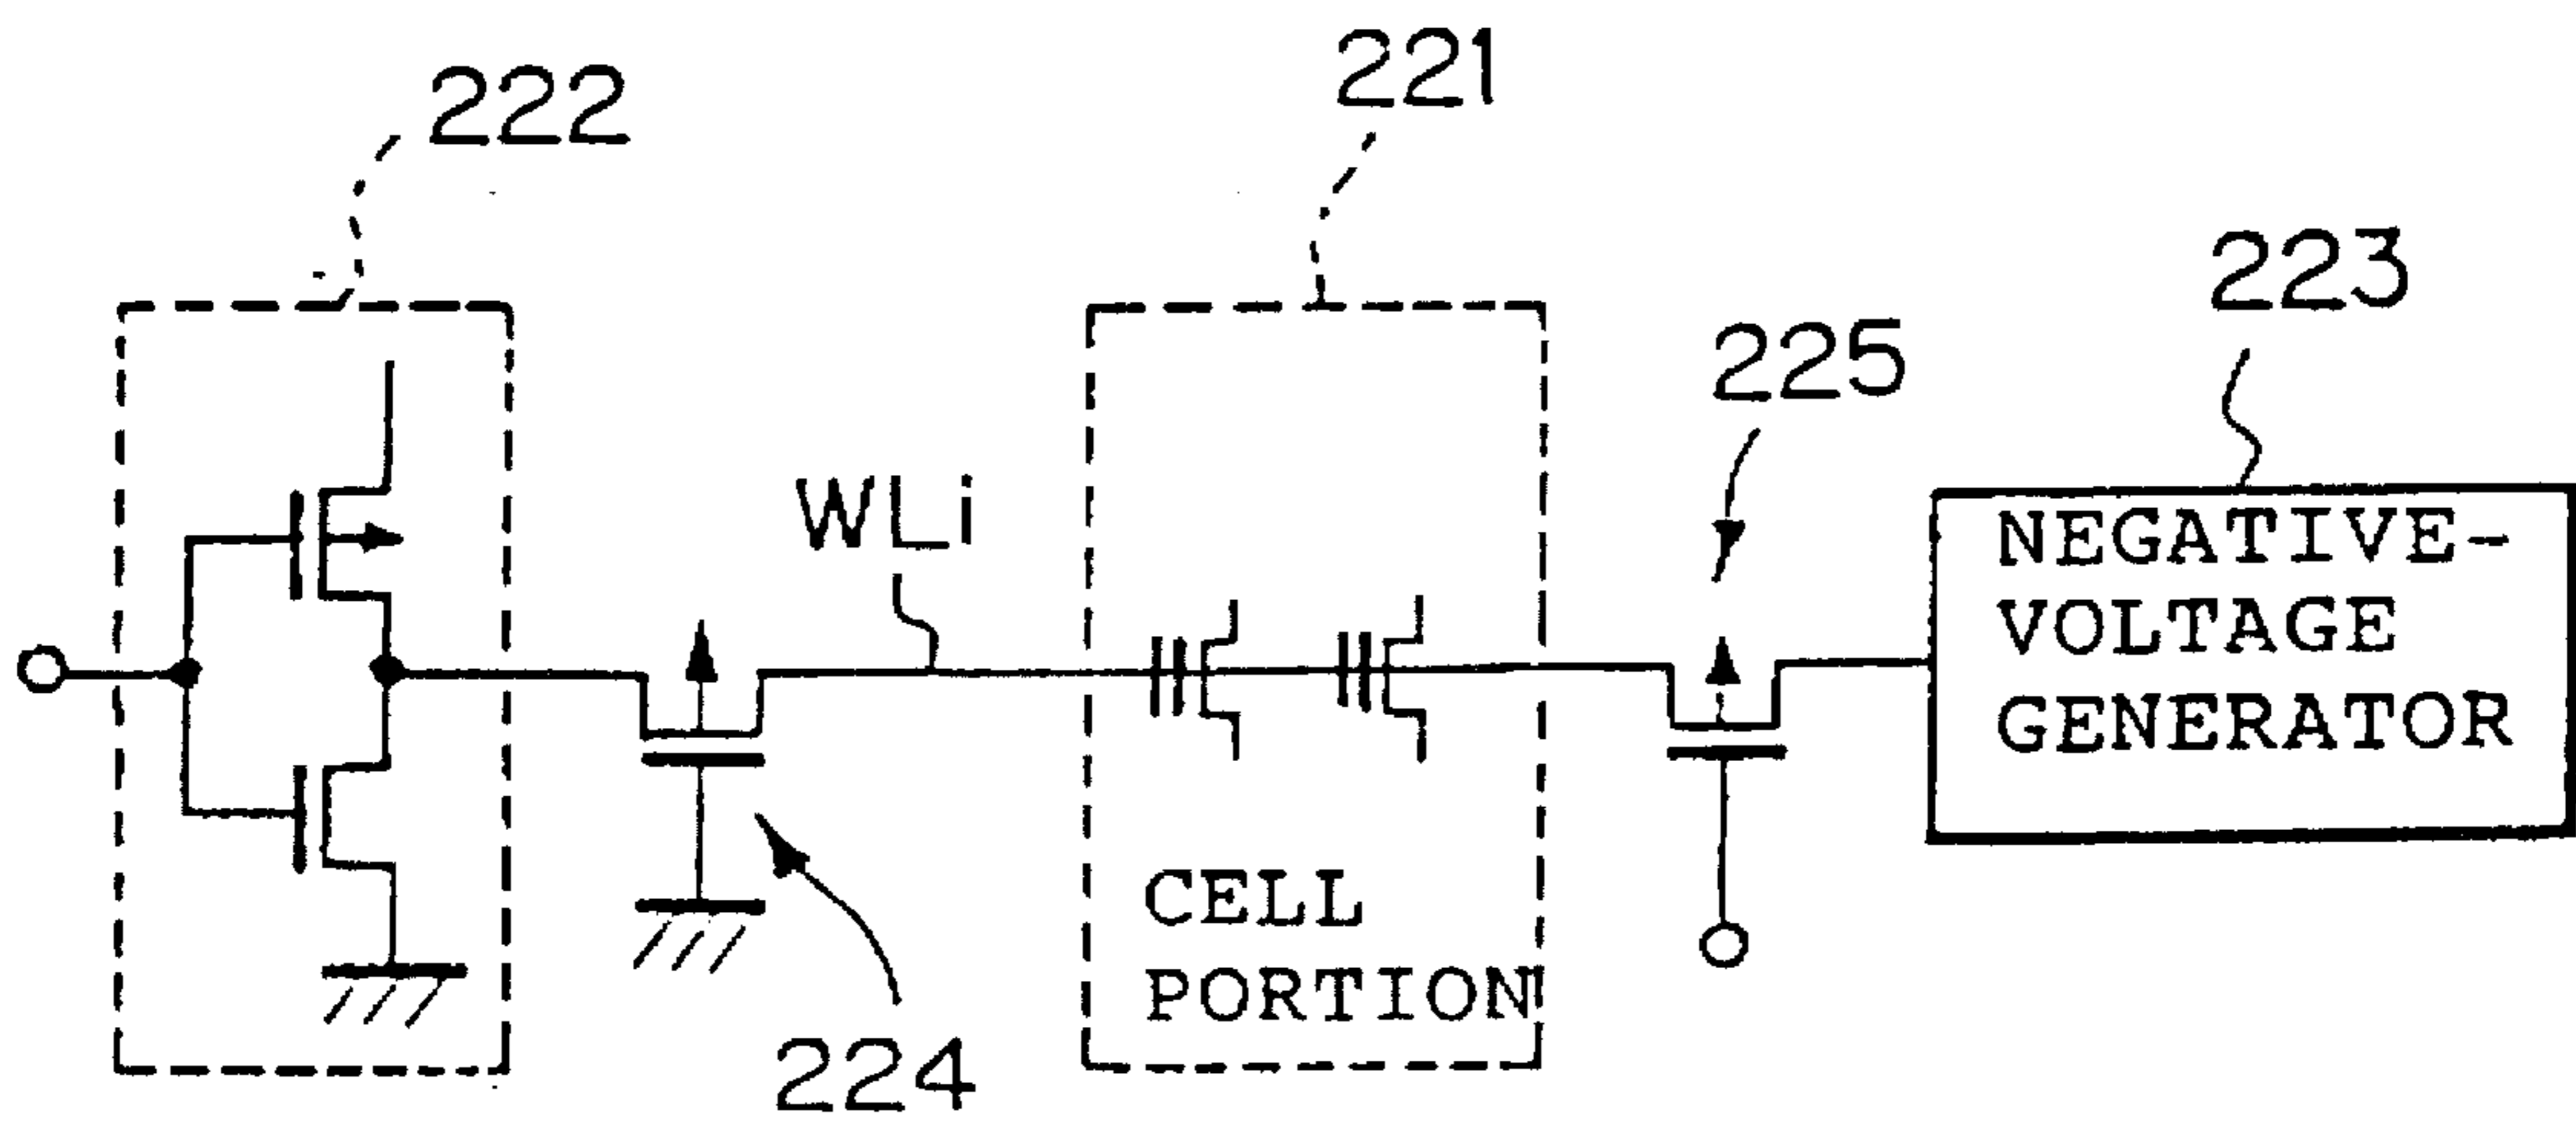 222
221
223
225
WLi
NEGATIVE-
VOLTAGE
GENERATOR
CELL
PORTION
224